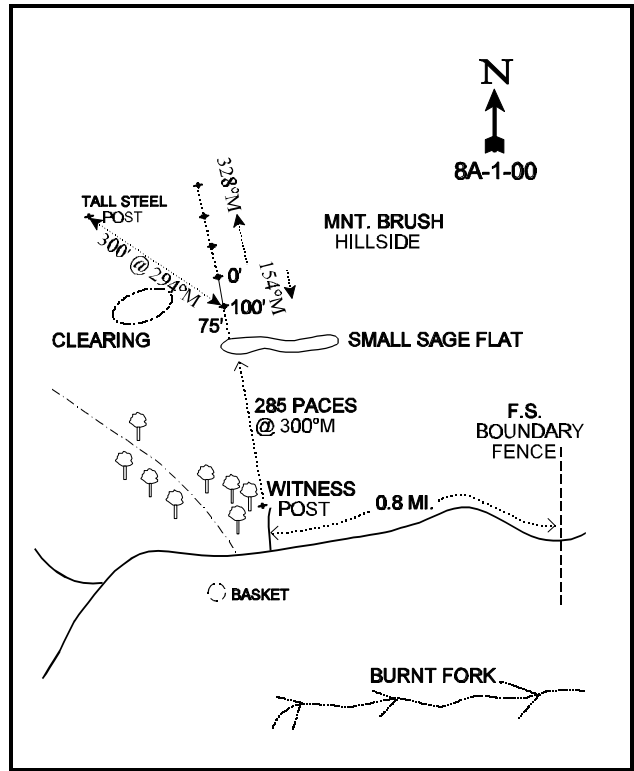 N
8A-1-00
328°M
TALL STEEL
POST
MNT. BRUSH
HILLSIDE
300' @ 294°M
154°M
0'
100'
75'
CLEARING
SMALL SAGE FLAT
285 PACES
@ 300°M
F.S.
BOUNDARY
FENCE
WITNESS
POST
0.8 MI.
BASKET
BURNT FORK